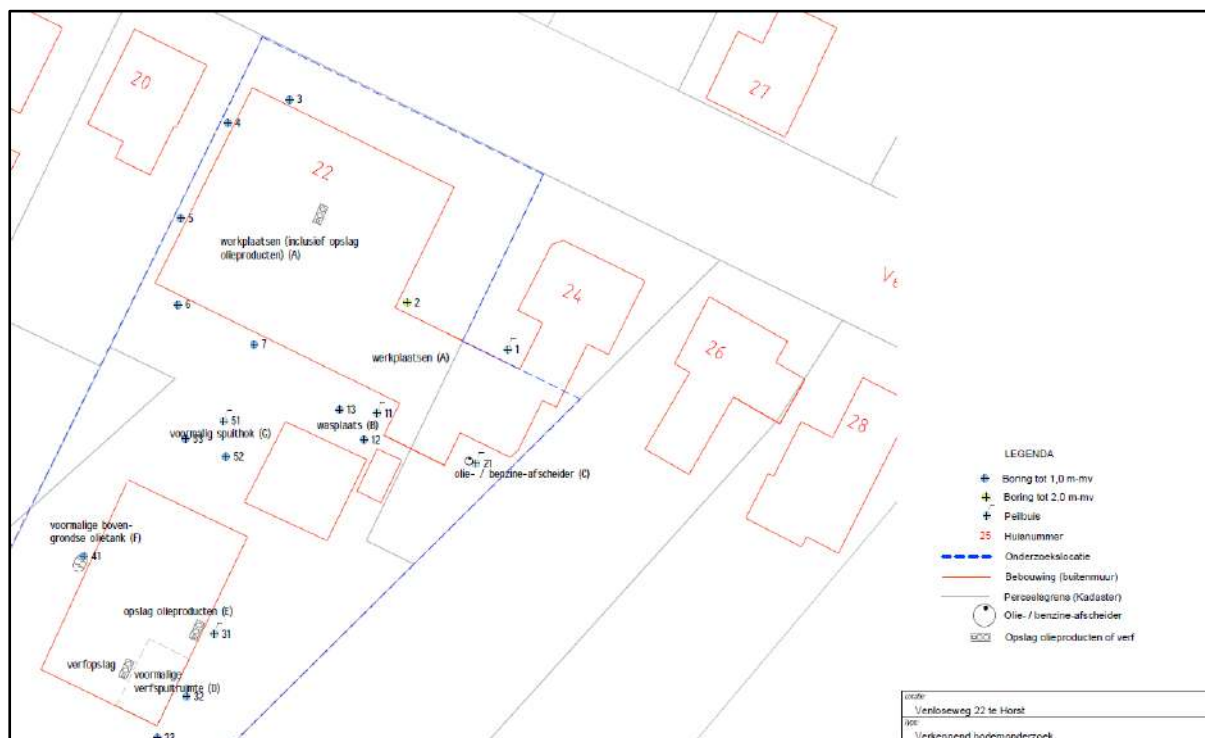 20
27
3
4
22
5
werkplaatsen (inclusief opslag
olieproducten) (A)
24
2
6
7
1
26
werkplaatsen (A)
13
11
51
wasplaats (B)
28
voormalig spuithok (G)
12
52
21
olie- / benzine-afscheider (C)
voormalige boven-
grondse olietank (F)
41
opslag olieproducten (E)
31
verfopslag
voormalige
verfspuitruimte (D)
32
LEGENDA
Boring tot 1,0 m-mv
Boring tot 2,0 m-mv
Peilbuis
25 Huisnummer
Onderzoekslocatie
Bebouwing (buitenmuur)
Perceelsgrens (Kadaster)
Olie- / benzine-afscheider
Opslag olieproducten of verf
Venloseweg 22 te Horst
Verkennend bodemonderzoek